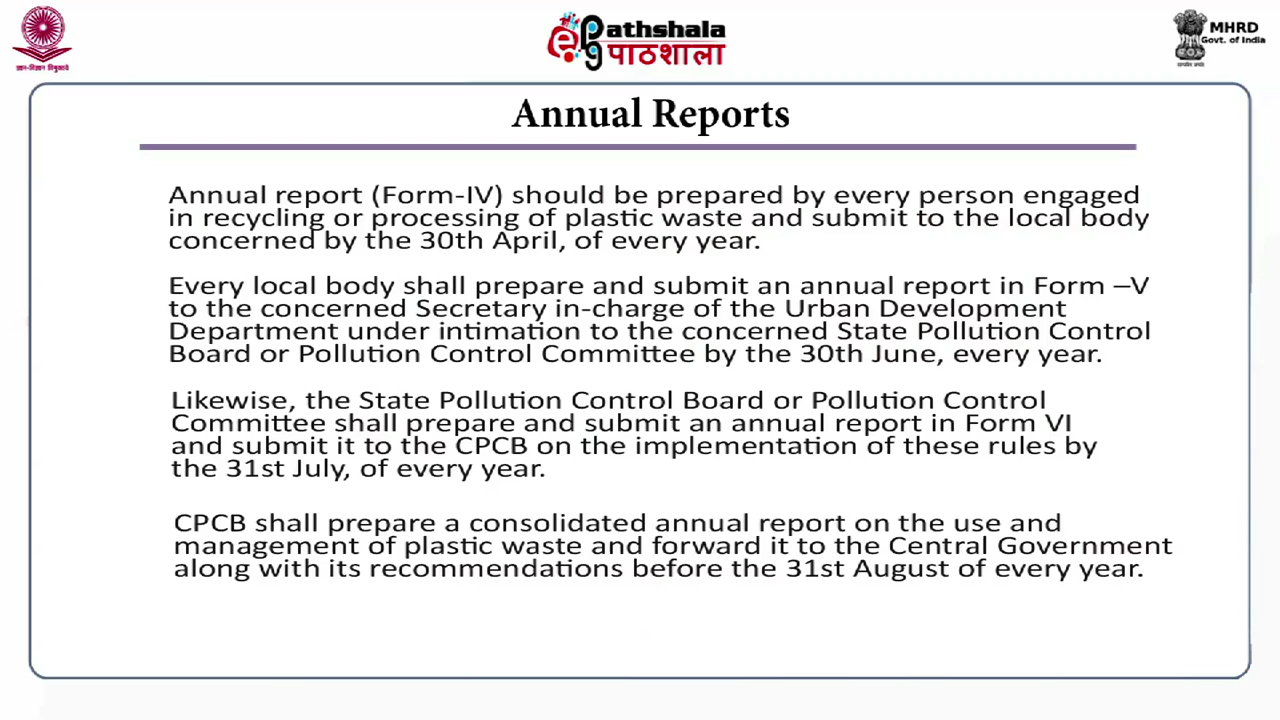 ePG Pathshala
पाठशाला
MHRD
Govt. of India
ज्ञान-विज्ञान विमुक्तये
सत्यमेव जयते
Annual Reports
Annual report (Form-IV) should be prepared by every person engaged
in recycling or processing of plastic waste and submit to the local body
concerned by the 30th April, of every year.
Every local body shall prepare and submit an annual report in Form –V
to the concerned Secretary in-charge of the Urban Development
Department under intimation to the concerned State Pollution Control
Board or Pollution Control Committee by the 30th June, every year.
Likewise, the State Pollution Control Board or Pollution Control
Committee shall prepare and submit an annual report in Form VI
and submit it to the CPCB on the implementation of these rules by
the 31st July, of every year.
CPCB shall prepare a consolidated annual report on the use and
management of plastic waste and forward it to the Central Government
along with its recommendations before the 31st August of every year.